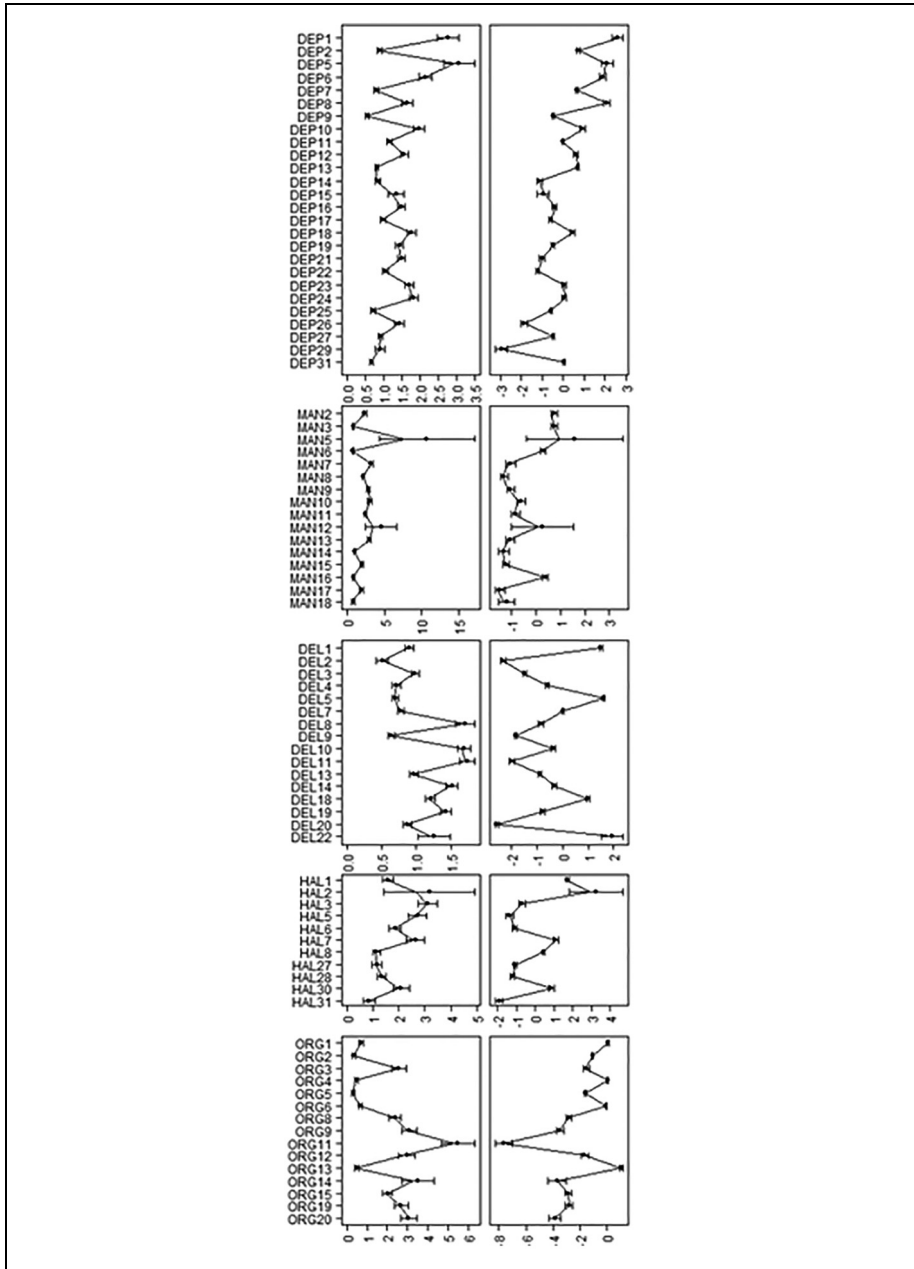 DEP1
DEP2
DEP5
DEP6
DEP7
DEP8
DEP9
DEP10
DEP11
DEP12
DEP13
DEP14
DEP15
DEP16
DEP17
DEP18
DEP19
DEP21
DEP22
DEP23
DEP24
DEP25
DEP26
DEP27
DEP29
DEP31
0.0 0.5 1.0 1.5 2.0 2.5 3.0 3.5 -3 -2 -1 0 1 2 3
MAN2
MAN3
MAN5
MAN6
MAN7
MAN8
MAN9
MAN10
MAN11
MAN12
MAN13
MAN14
MAN15
MAN16
MAN17
MAN18
5 10 15 -1 0 1 2 3
DEL1
DEL2
DEL3
DEL4
DEL5
DEL7
DEL8
DEL9
DEL10
DEL11
DEL13
DEL14
DEL18
DEL19
DEL20
DEL22
0.0 0.5 1.0 1.5 -2 -1 0 1 2
HAL1
HAL2
HAL3
HAL5
HAL6
HAL7
HAL8
HAL27
HAL28
HAL30
HAL31
0 1 2 3 4 5 -2 -1 0 1 2 3 4
ORG1
ORG2
ORG3
ORG4
ORG5
ORG6
ORG8
ORG9
ORG11
ORG12
ORG13
ORG14
ORG15
ORG19
ORG20
0 1 2 3 4 5 6 -8 -6 -4 -2 0